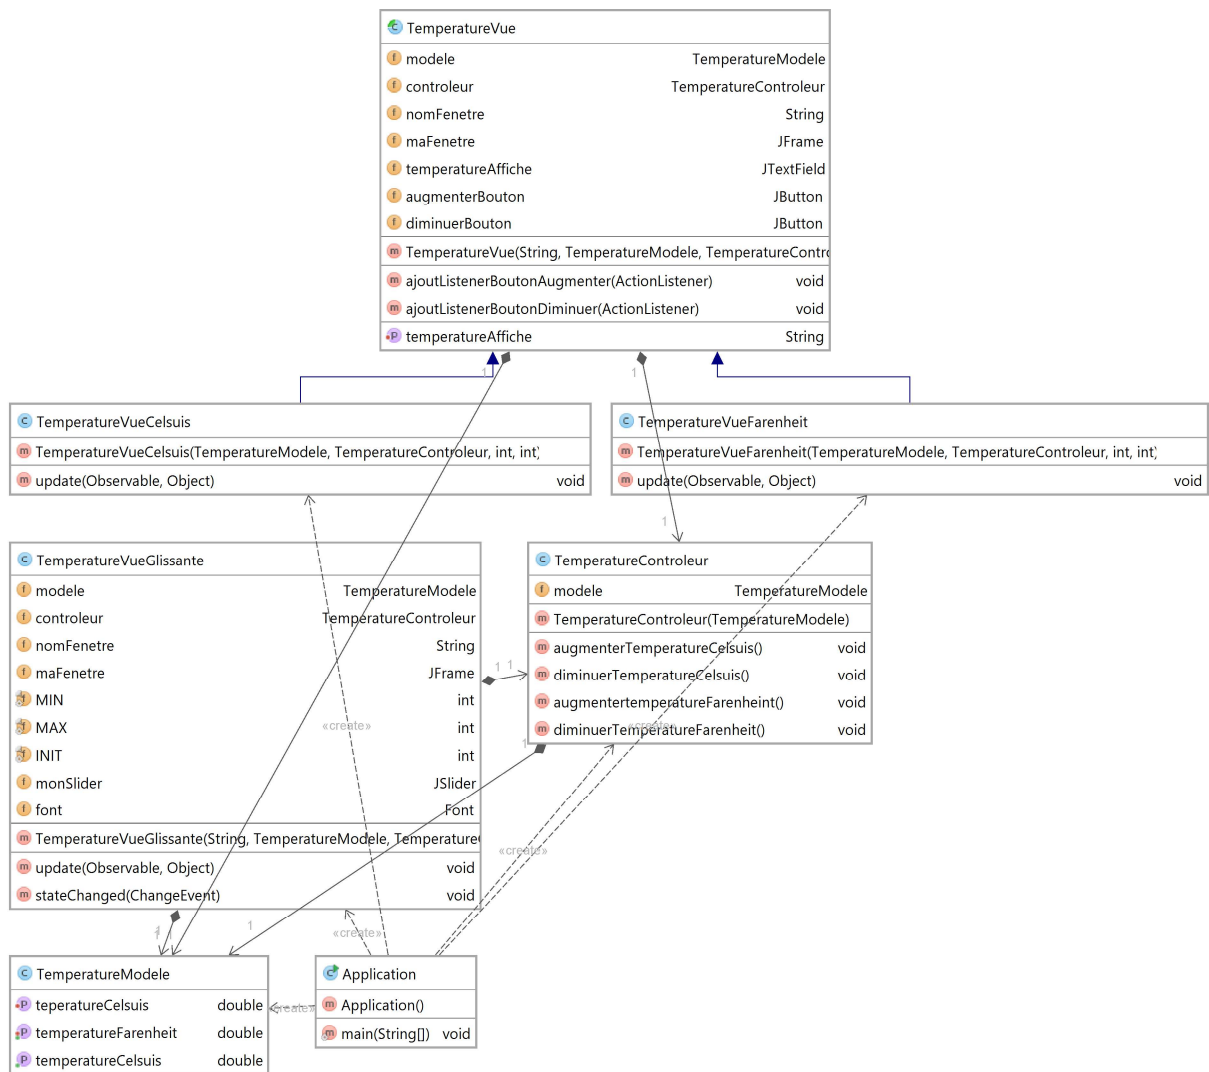 TemperatureVue
modele TemperatureModele
controleur TemperatureControleur
nomFenetre String
maFenetre JFrame
temperatureAffiche JTextField
augmenterBouton JButton
diminuerBouton JButton
TemperatureVue(String, TemperatureModele, TemperatureContro
ajoutListenerBoutonAugmenter(ActionListener) void
ajoutListenerBoutonDiminuer(ActionListener) void
temperatureAffiche String
1
1
TemperatureVueCelsuis
TemperatureVueCelsuis(TemperatureModele, TemperatureControleur, int, int)
update(Observable, Object) void
TemperatureVueFarenheit
TemperatureVueFarenheit(TemperatureModele, TemperatureControleur, int, int)
update(Observable, Object) void
1
TemperatureVueGlissante
modele TemperatureModele
controleur TemperatureControleur
nomFenetre String
maFenetre JFrame
MIN int
MAX int
INIT int
monSlider JSlider
font Font
TemperatureVueGlissante(String, TemperatureModele, Temperature
update(Observable, Object) void
stateChanged(ChangeEvent) void
1 1
TemperatureControleur
modele TemperatureModele
TemperatureControleur(TemperatureModele)
augmenterTemperatureCelsuis() void
diminuerTemperatureCelsuis() void
augmentertemperatureFarenheint() void
diminuerTemperatureFarenheit() void
«create»
«create»
1
«create»
1
1
1
«create»
TemperatureModele
teperatureCelsuis double
temperatureFarenheit double
temperatureCelsuis double
«create»
Application
Application()
main(String[]) void